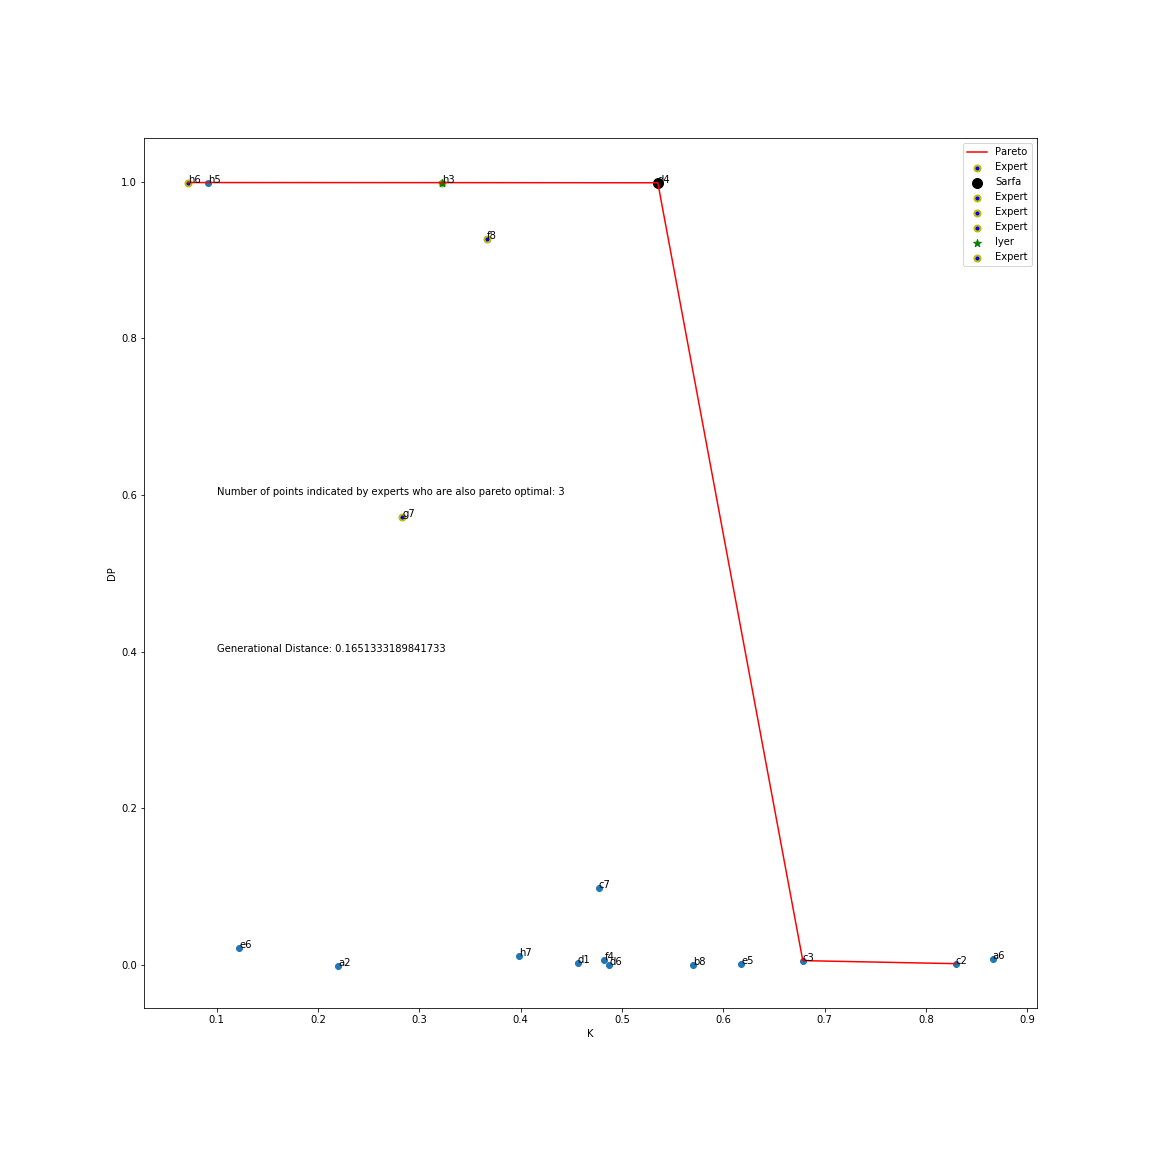 Pareto
Expert
Sarfa
Expert
Expert
Expert
Iyer
Expert
1.0
0.8
0.6
0.4
0.2
0.0
DP
h6
h5
h3
d4
f8
Number of points indicated by experts who are also pareto optimal: 3
g7
Generational Distance: 0.1651333189841733
c7
e6
a2
h7
d1
f4
d6
b8
e5
c3
c2
a6
0.1
0.2
0.3
0.4
0.5
0.6
0.7
0.8
0.9
K